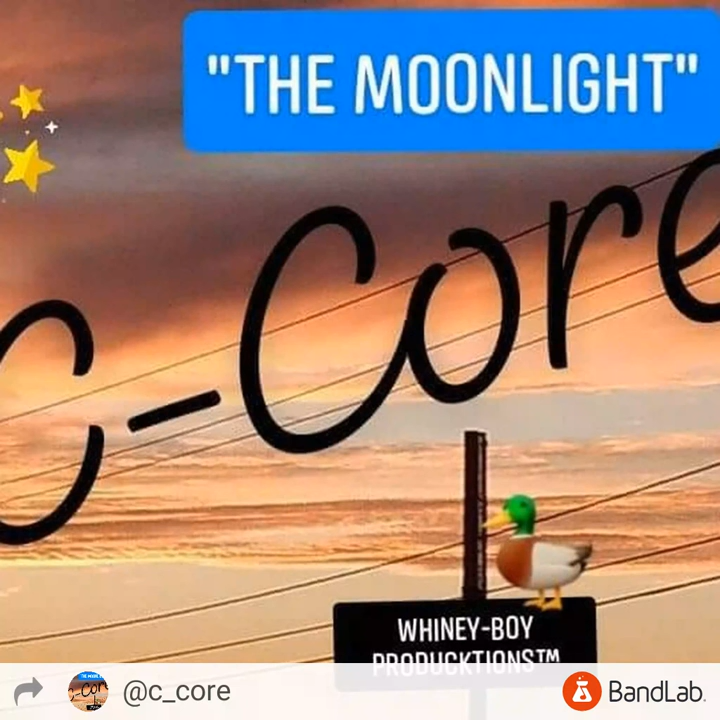 "THE MOONLIGHT"
C-Core
WHINEY-BOY
PRODUCKTIONS™
@c_core
BandLab.